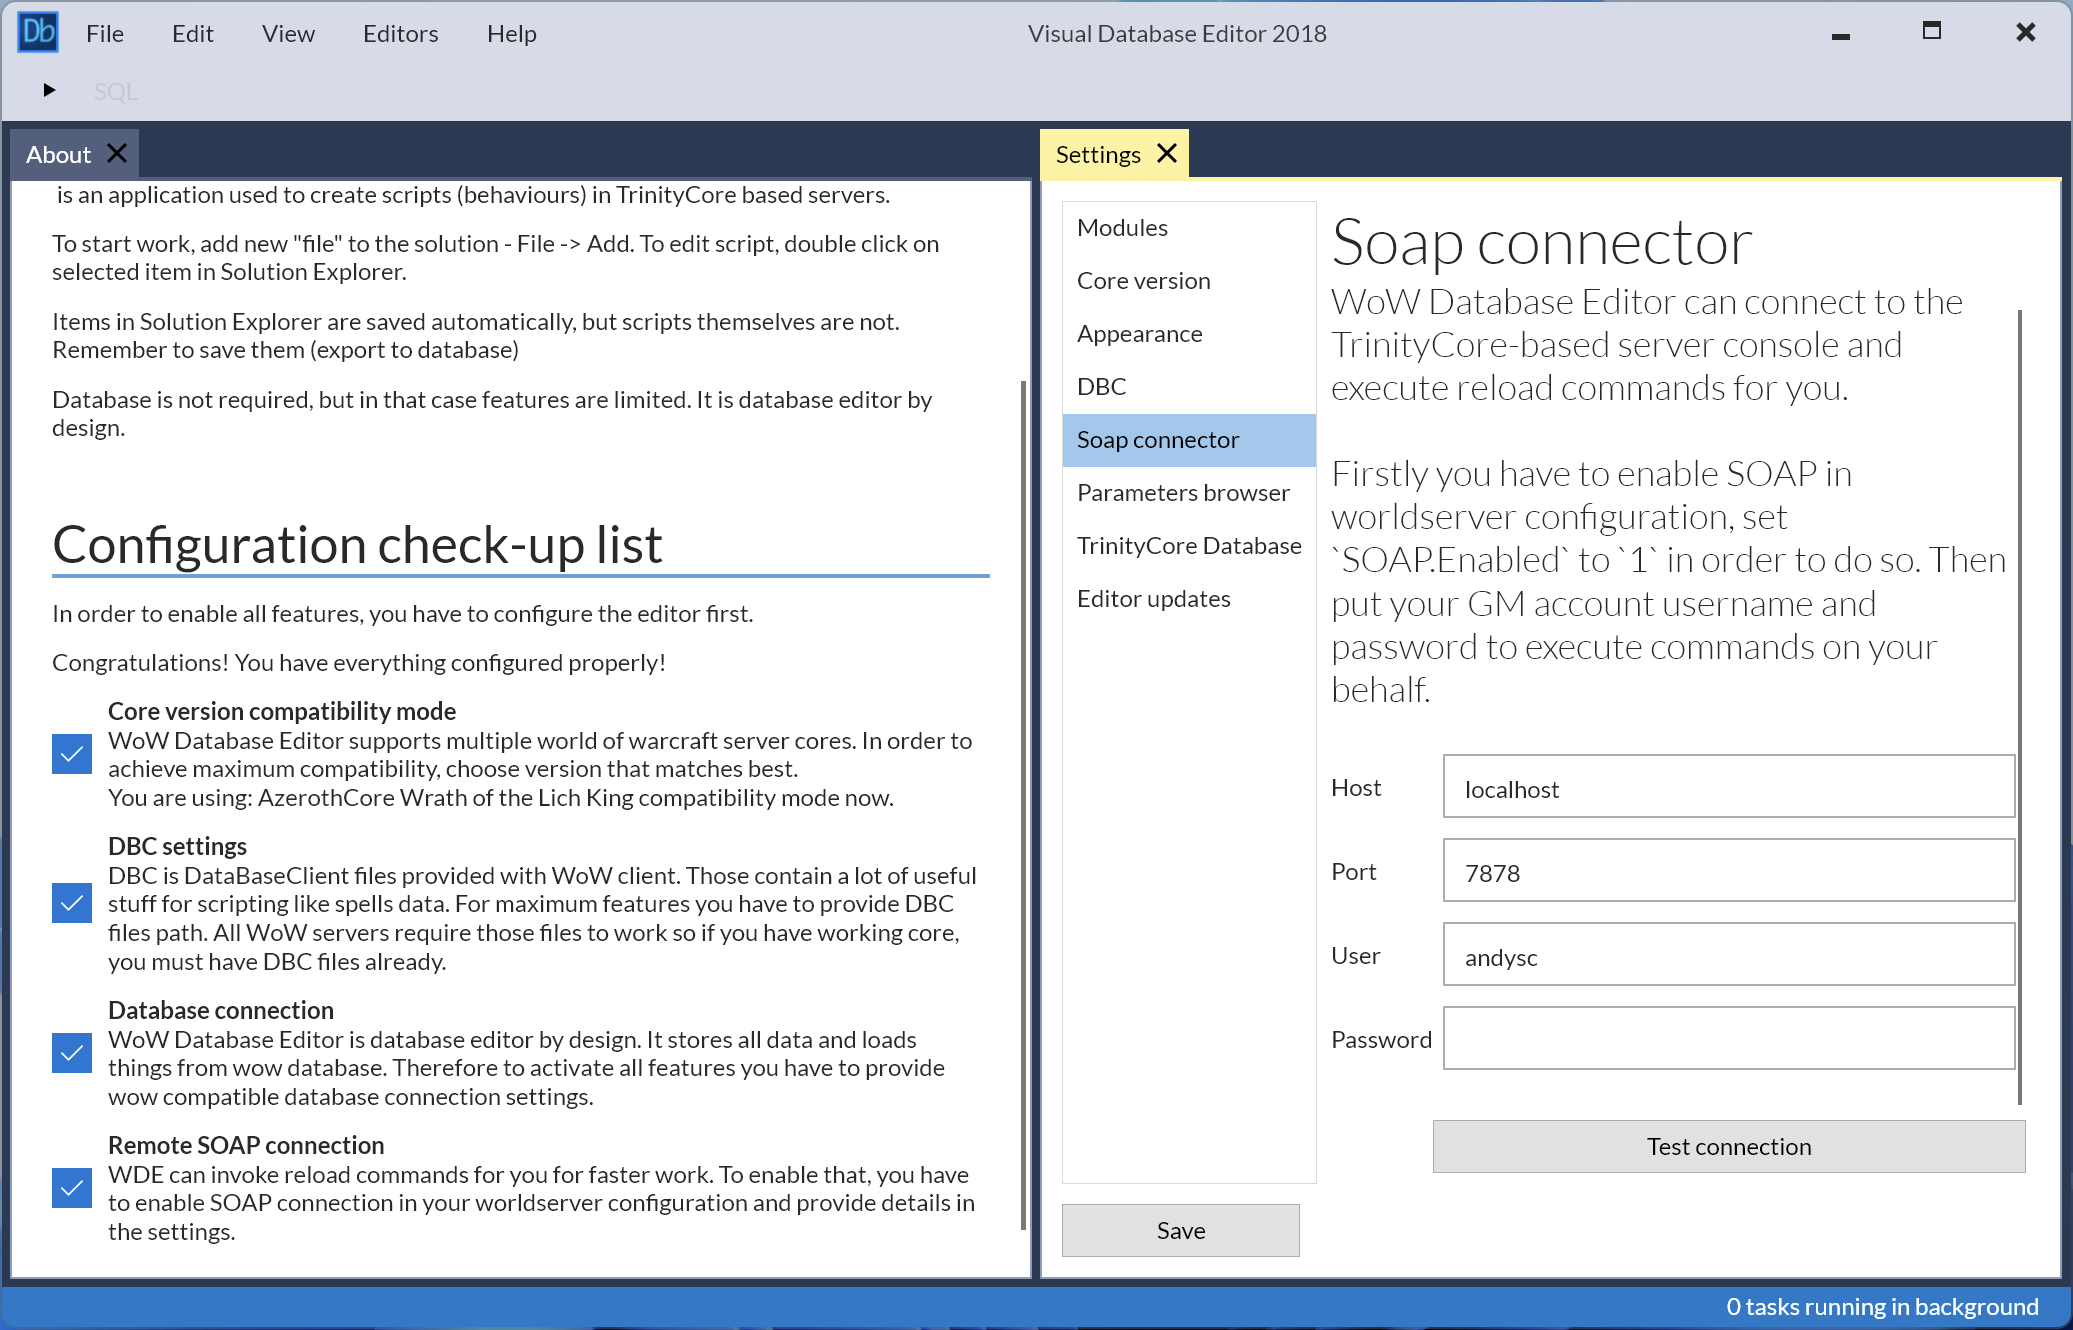 Db File Edit View Editors Help Visual Database Editor 2018
SQL
About
is an application used to create scripts (behaviours) in TrinityCore based servers.
To start work, add new "file" to the solution - File -> Add. To edit script, double click on
selected item in Solution Explorer.
Items in Solution Explorer are saved automatically, but scripts themselves are not.
Remember to save them (export to database)
Database is not required, but in that case features are limited. It is database editor by
design.
Configuration check-up list
In order to enable all features, you have to configure the editor first.
Congratulations! You have everything configured properly!
Core version compatibility mode
WoW Database Editor supports multiple world of warcraft server cores. In order to
achieve maximum compatibility, choose version that matches best.
You are using: AzerothCore Wrath of the Lich King compatibility mode now.
DBC settings
DBC is DataBaseClient files provided with WoW client. Those contain a lot of useful
stuff for scripting like spells data. For maximum features you have to provide DBC
files path. All WoW servers require those files to work so if you have working core,
you must have DBC files already.
Database connection
WoW Database Editor is database editor by design. It stores all data and loads
things from wow database. Therefore to activate all features you have to provide
wow compatible database connection settings.
Remote SOAP connection
WDE can invoke reload commands for you for faster work. To enable that, you have
to enable SOAP connection in your worldserver configuration and provide details in
the settings.
Settings
Modules
Core version
Appearance
DBC
Soap connector
Parameters browser
TrinityCore Database
Editor updates
Save
Soap connector
WoW Database Editor can connect to the
TrinityCore-based server console and
execute reload commands for you.
Firstly you have to enable SOAP in
worldserver configuration, set
`SOAP.Enabled` to `1` in order to do so. Then
put your GM account username and
password to execute commands on your
behalf.
Host localhost
Port 7878
User andysc
Password
Test connection
0 tasks running in background